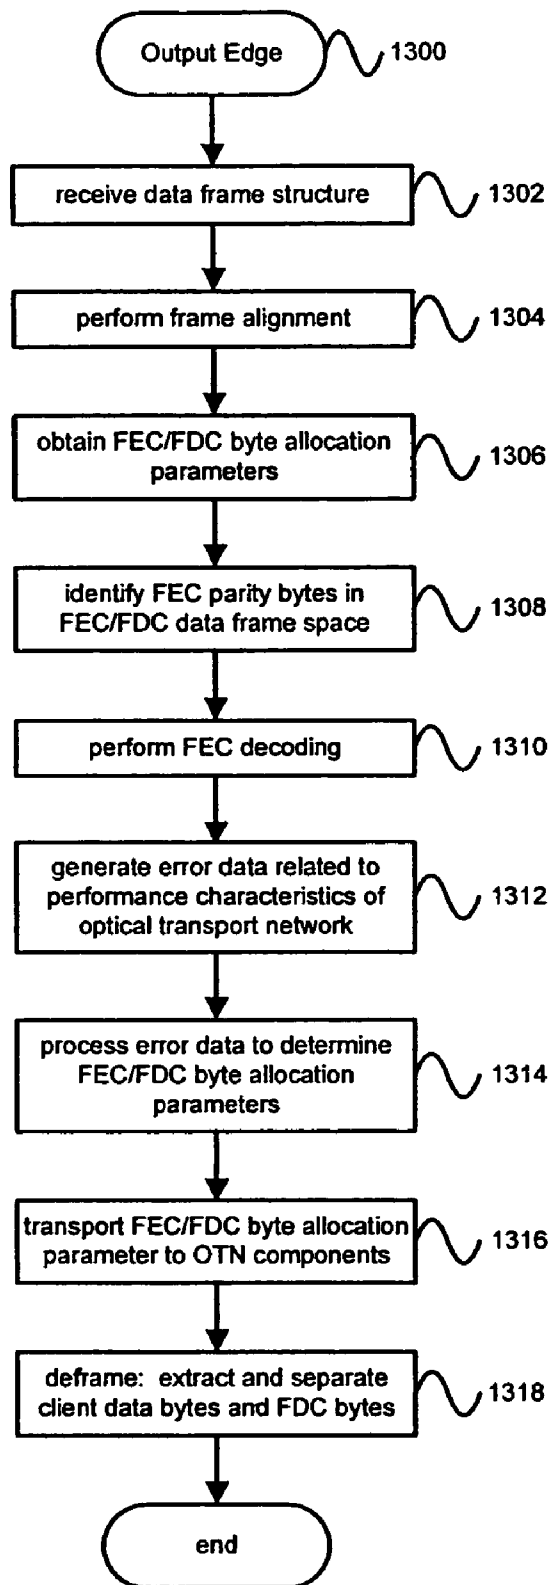 Output Edge
1300
receive data frame structure
1302
perform frame alignment
1304
obtain FEC/FDC byte allocation
parameters
1306
identify FEC parity bytes in
FEC/FDC data frame space
1308
perform FEC decoding
1310
generate error data related to
performance characteristics of
optical transport network
1312
process error data to determine
FEC/FDC byte allocation
parameters
1314
transport FEC/FDC byte allocation
parameter to OTN components
1316
deframe: extract and separate
client data bytes and FDC bytes
1318
end